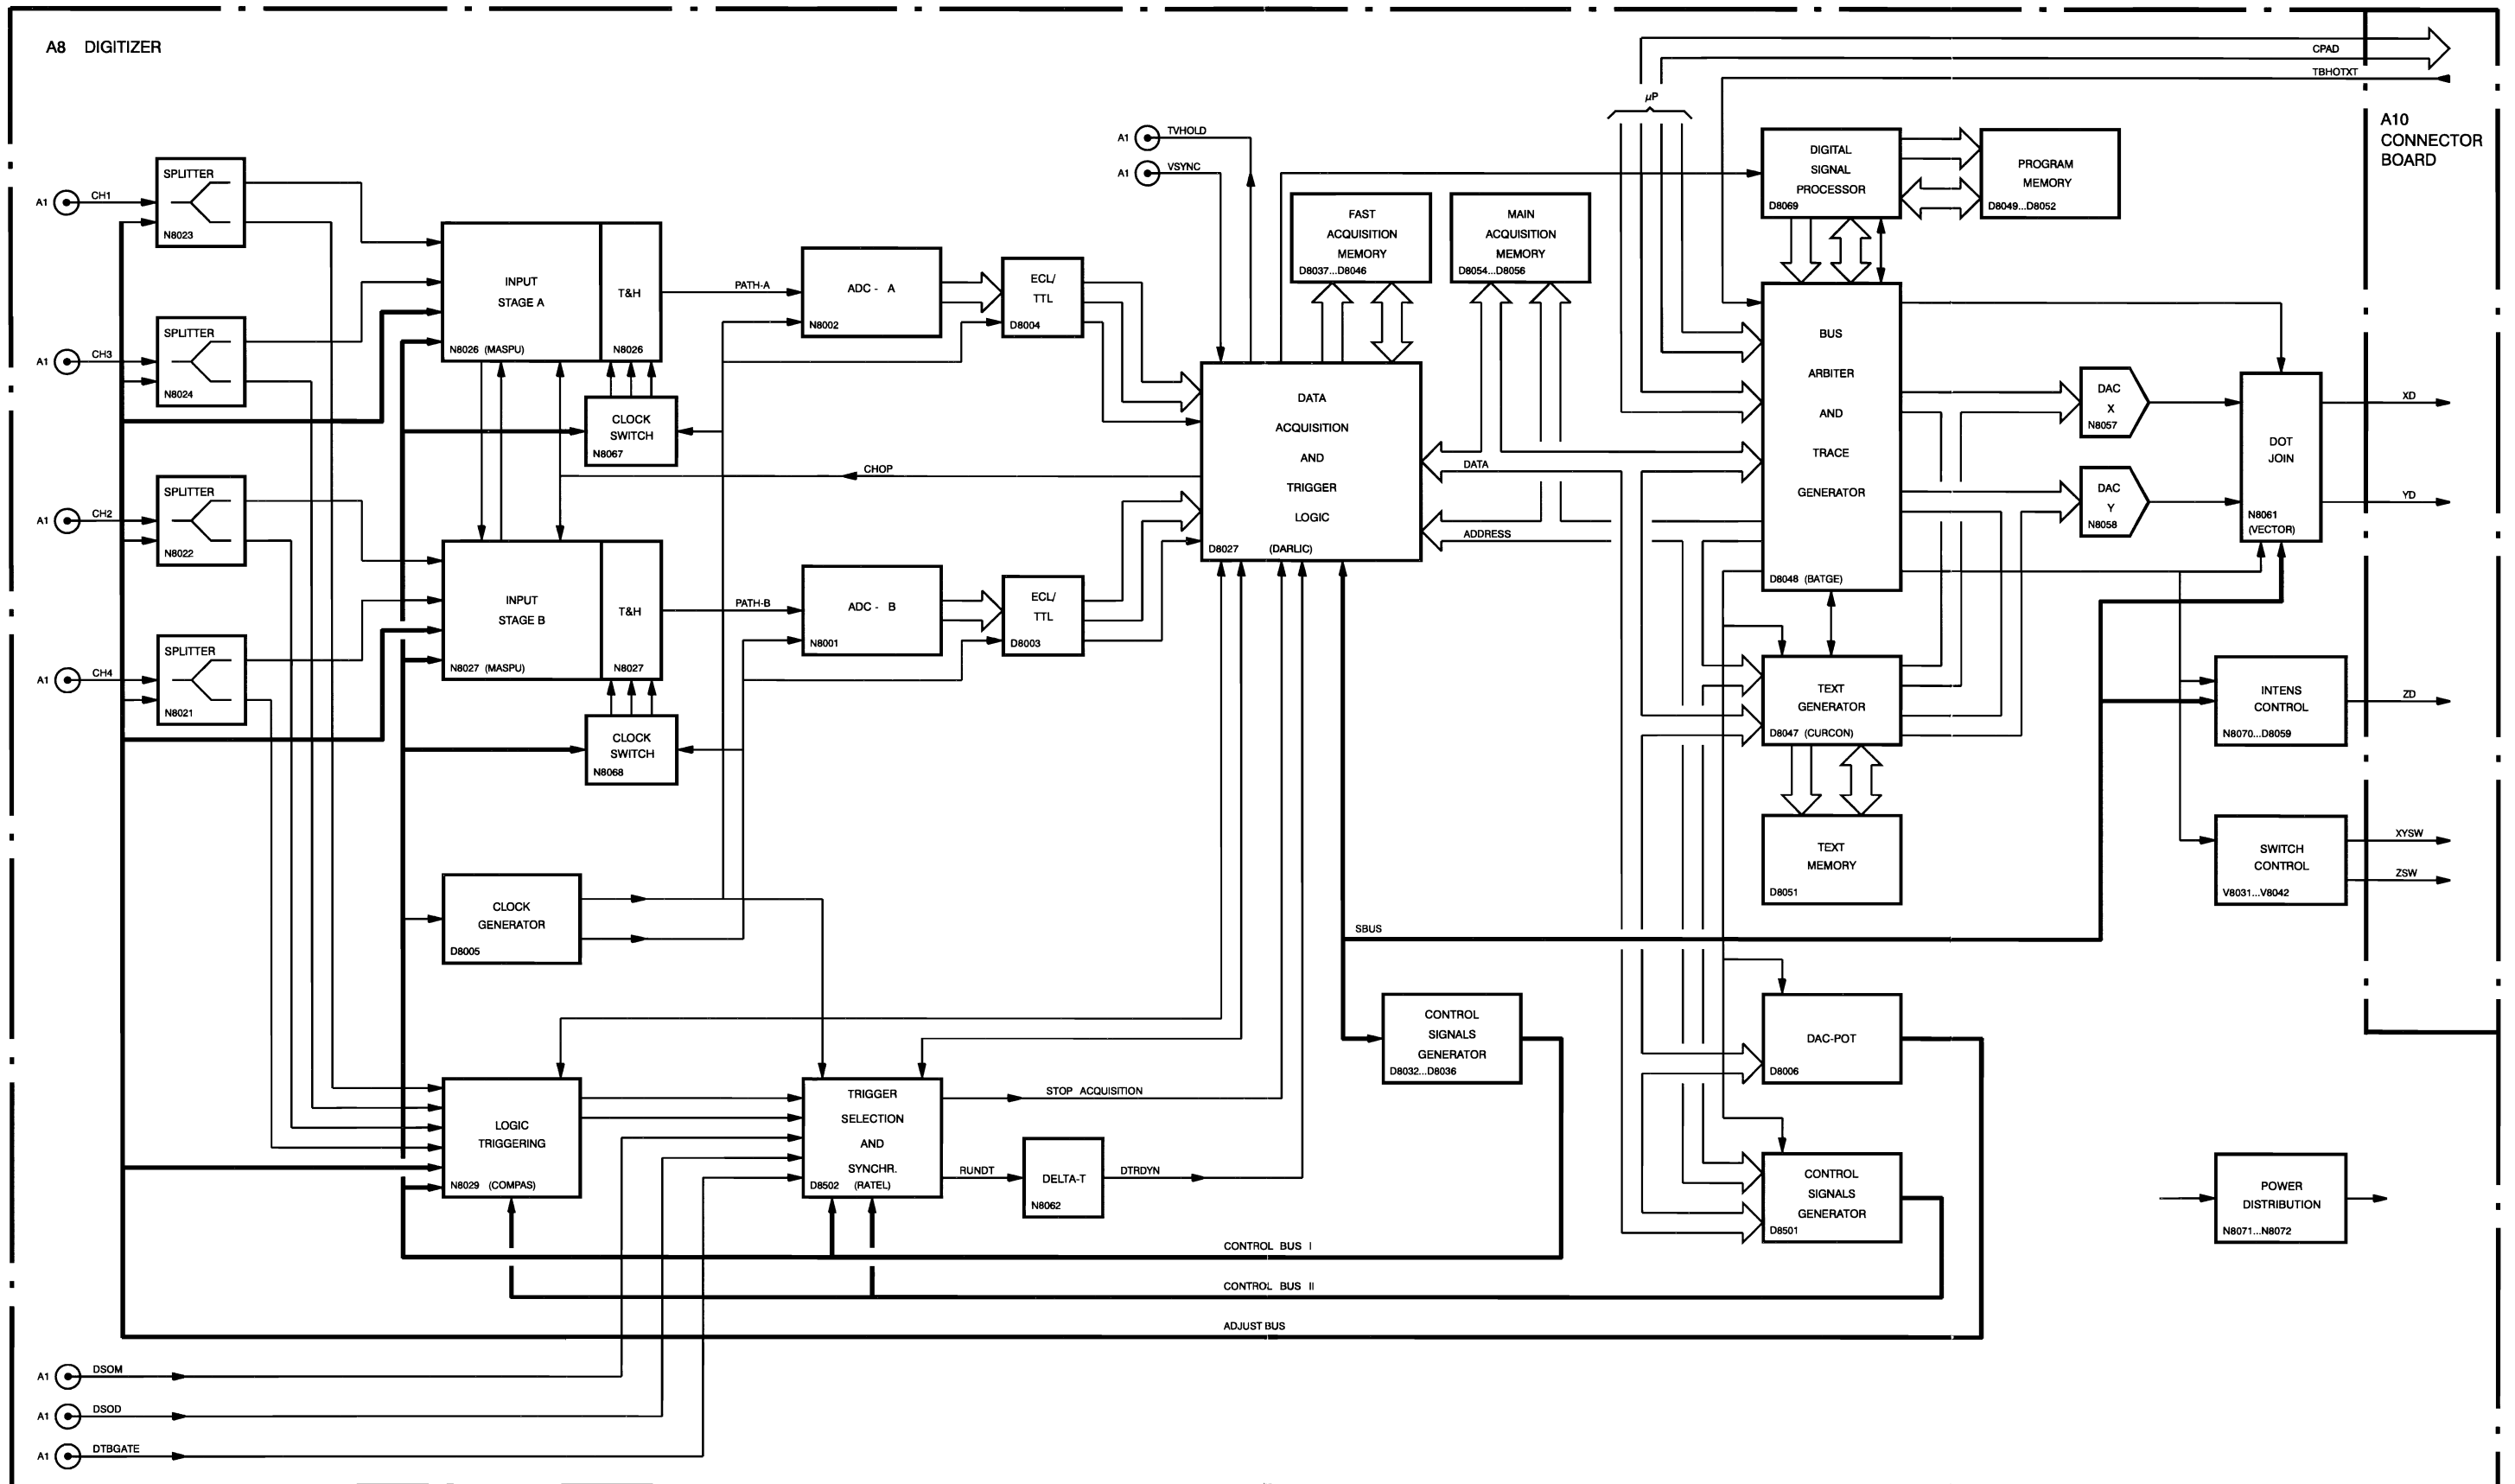 A8 DIGITIZER
CPAD
TBHOTXT
A10
CONNECTOR
BOARD
µP
A1
TVHOLD
A1
VSYNC
A1
CH1
SPLITTER
N8023
A1
CH3
SPLITTER
N8024
A1
CH2
SPLITTER
N8022
A1
CH4
SPLITTER
N8021
INPUT
STAGE A
N8026 (MASPU)
T&H
N8026
CLOCK
SWITCH
N8067
PATH-A
ADC - A
N8002
ECL/
TTL
D8004
CHOP
INPUT
STAGE B
N8027 (MASPU)
T&H
N8027
CLOCK
SWITCH
N8068
PATH-B
ADC - B
N8001
ECL/
TTL
D8003
FAST
ACQUISITION
MEMORY
D8037...D8046
MAIN
ACQUISITION
MEMORY
D8054...D8056
DATA
ACQUISITION
AND
TRIGGER
LOGIC
D8027 (DARLIC)
DATA
ADDRESS
DIGITAL
SIGNAL
PROCESSOR
D8069
PROGRAM
MEMORY
D8049...D8052
BUS
ARBITER
AND
TRACE
GENERATOR
D8048 (BATGE)
DAC
X
N8057
DAC
Y
N8058
DOT
JOIN
N8061
(VECTOR)
XD
YD
TEXT
GENERATOR
D8047 (CURCON)
TEXT
MEMORY
D8051
INTENS
CONTROL
N8070...D8059
ZD
SWITCH
CONTROL
V8031...V8042
XYSW
ZSW
CLOCK
GENERATOR
D8005
SBUS
CONTROL
SIGNALS
GENERATOR
D8032...D8036
DAC-POT
D8006
LOGIC
TRIGGERING
N8029 (COMPAS)
TRIGGER
SELECTION
AND
SYNCHR.
D8502 (RATEL)
STOP ACQUISITION
RUNDT
DELTA-T
N8062
DTRDYN
CONTROL
SIGNALS
GENERATOR
D8501
POWER
DISTRIBUTION
N8071...N8072
CONTROL BUS I
CONTROL BUS II
ADJUST BUS
A1
DSOM
A1
DSOD
A1
DTBGATE